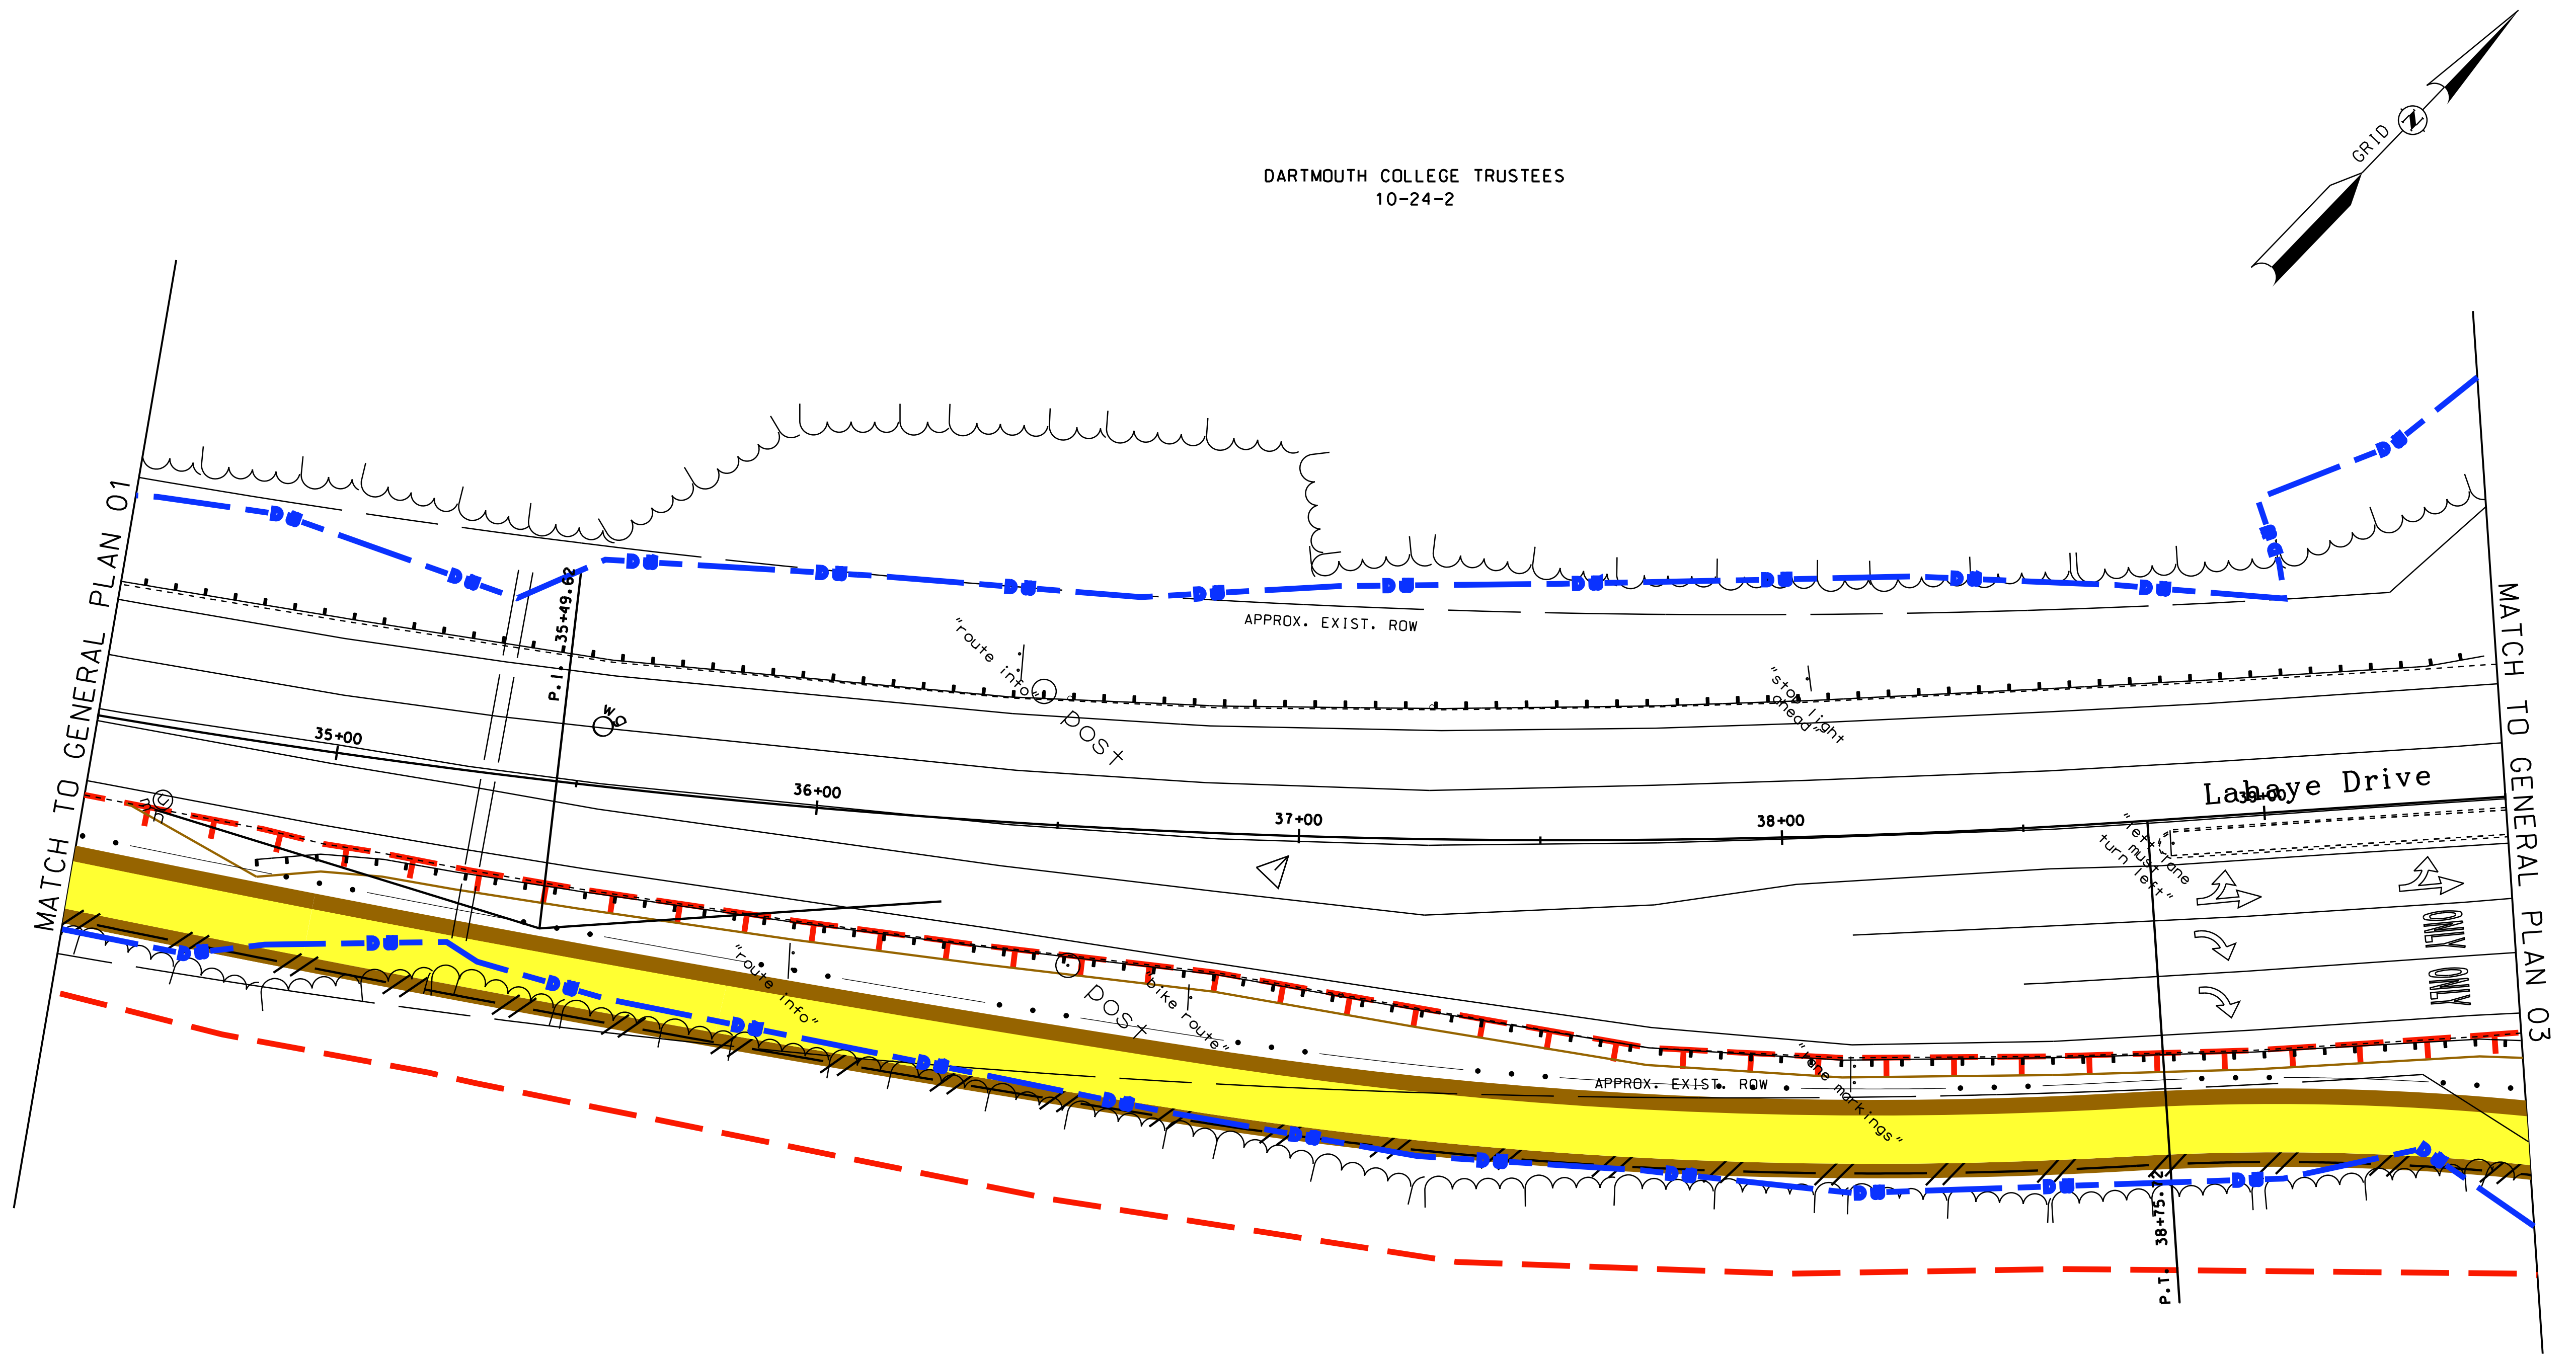 GRID
N
DARTMOUTH COLLEGE TRUSTEES
10-24-2
MATCH TO GENERAL PLAN 01
MATCH TO GENERAL PLAN 03
APPROX. EXIST. ROW
P.I. 35+49.62
"route info"
post
"stop light
ahead"
35+00
36+00
37+00
38+00
39+00
Lahaye Drive
"left lane
must
turn left"
ONLY
ONLY
"route info"
post
"bike route"
APPROX. EXIST. ROW
"lane markings"
P.T. 38+75.72